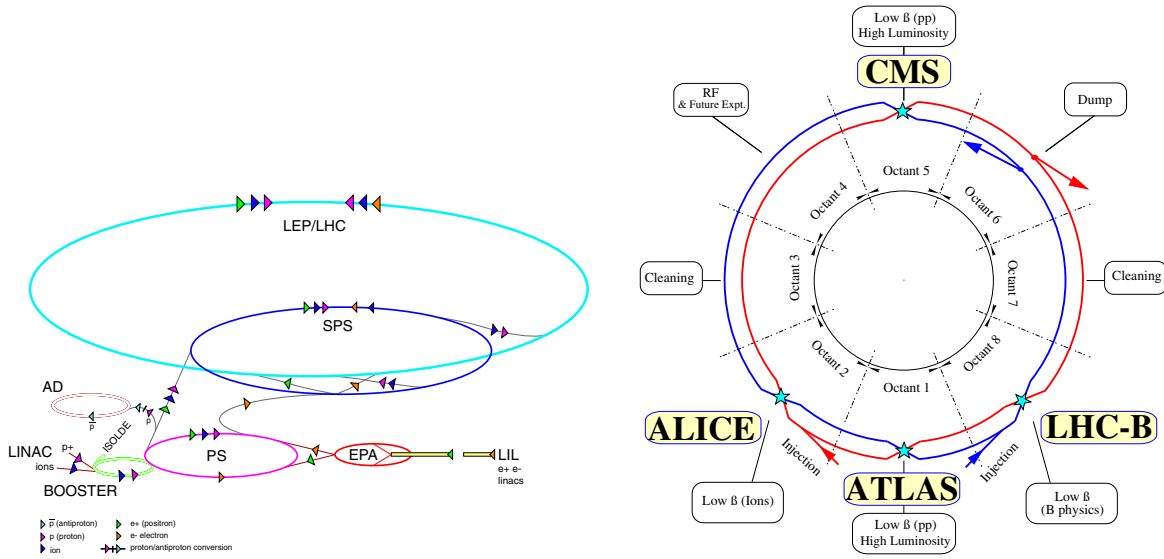 LEP/LHC
SPS
AD
p
p
ISOLDE
LINAC
p+
ions
BOOSTER
PS
EPA
LIL
e+ e-
linacs
p (antiproton)
p (proton)
ion
e+ (positron)
e- electron
proton/antiproton conversion
Low ß (pp)
High Luminosity
CMS
RF
& Future Expt.
Dump
Octant 5
Octant 4
Octant 6
Cleaning
Octant 3
Octant 7
Cleaning
Octant 2
Octant 8
Octant 1
ALICE
LHC-B
Injection
Injection
ATLAS
Low ß (Ions)
Low ß (pp)
High Luminosity
Low ß
(B physics)